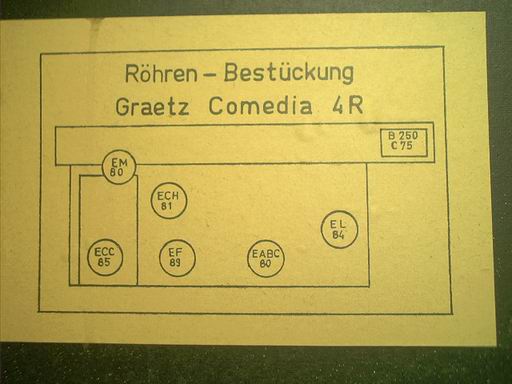 Röhren – Bestückung
Graetz Comedia 4R
B 250
C 75
EM
80
ECH
81
EL
84
ECC
85
EF
89
EABC
80